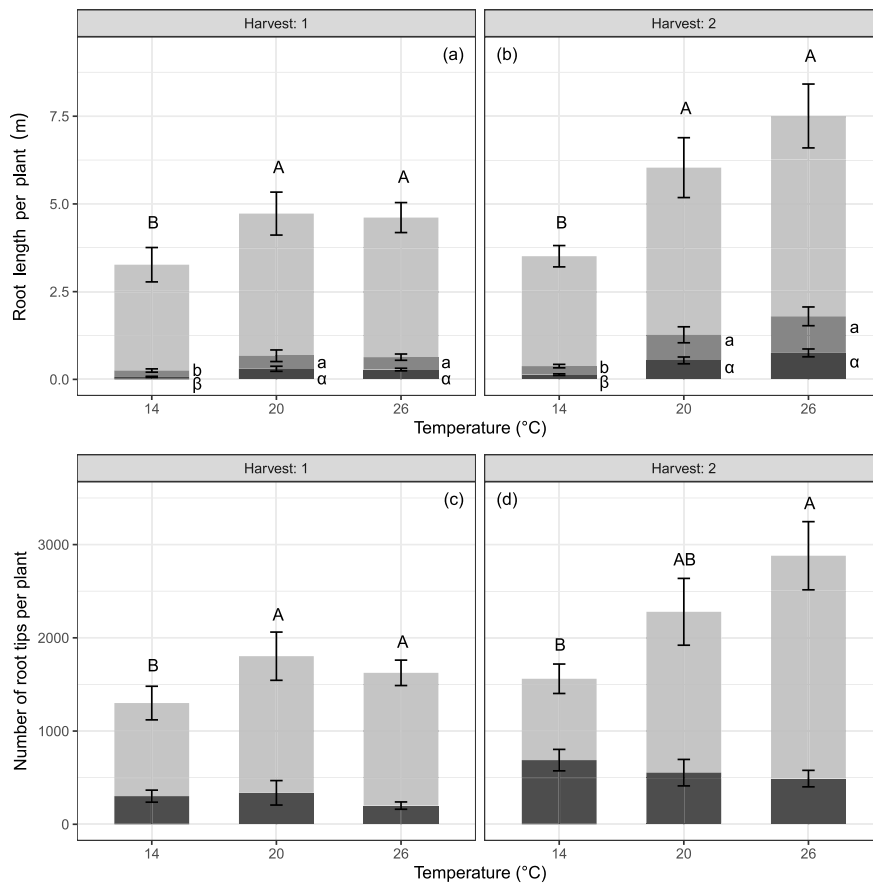 Harvest: 1
Harvest: 2
(a)
(b)
Root length per plant (m)
7.5
5.0
2.5
0.0
B
A
A
b
β
a
α
a
α
B
A
A
b
β
a
α
a
α
14
20
26
14
20
26
Temperature (°C)
Harvest: 1
Harvest: 2
(c)
(d)
Number of root tips per plant
3000
2000
1000
0
B
A
A
B
AB
A
14
20
26
14
20
26
Temperature (°C)